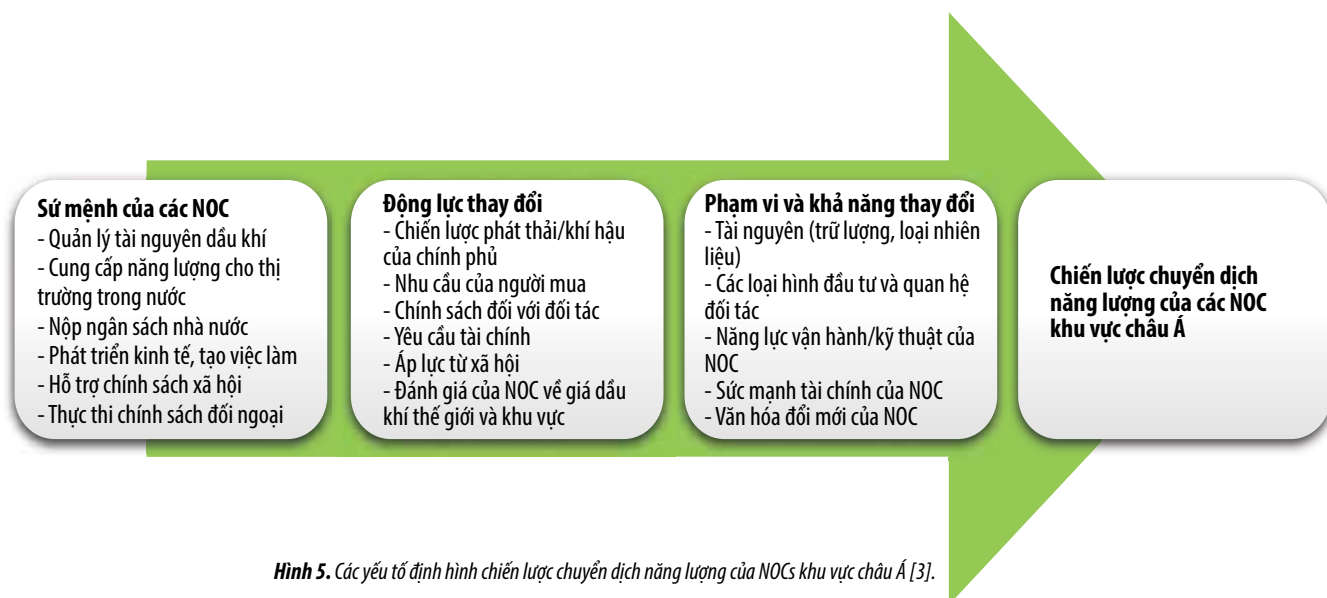 Sứ mệnh của các NOC
- Quản lý tài nguyên dầu khí
- Cung cấp năng lượng cho thị
trường trong nước
- Nộp ngân sách nhà nước
- Phát triển kinh tế, tạo việc làm
- Hỗ trợ chính sách xã hội
- Thực thi chính sách đối ngoại
Động lực thay đổi
- Chiến lược phát thải/khí hậu
của chính phủ
- Nhu cầu của người mua
- Chính sách đối với đối tác
- Yêu cầu tài chính
- Áp lực từ xã hội
- Đánh giá của NOC về giá dầu
khí thế giới và khu vực
Phạm vi và khả năng thay đổi
- Tài nguyên (trữ lượng, loại nhiên
liệu)
- Các loại hình đầu tư và quan hệ
đối tác
- Năng lực vận hành/kỹ thuật của
NOC
- Sức mạnh tài chính của NOC
- Văn hóa đổi mới của NOC
Chiến lược chuyển dịch
năng lượng của các NOC
khu vực châu Á
Hình 5. Các yếu tố định hình chiến lược chuyển dịch năng lượng của NOCs khu vực châu Á [3].